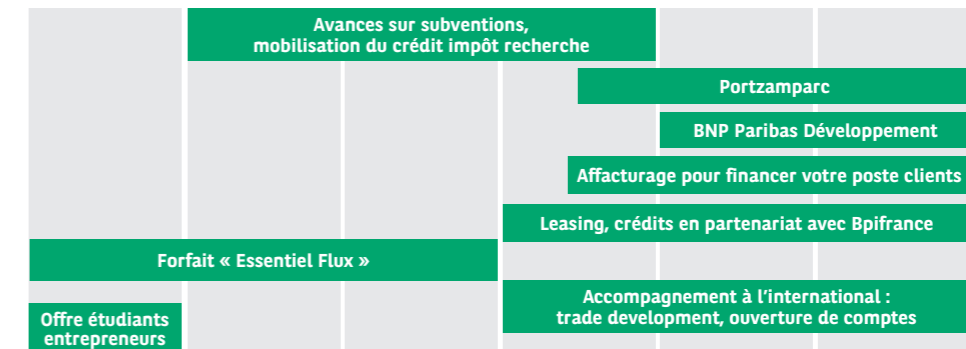 Avances sur subventions,
mobilisation du crédit impôt recherche
Portzamparc
BNP Paribas Développement
Affacturage pour financer votre poste clients
Leasing, crédits en partenariat avec Bpifrance
Forfait « Essentiel Flux »
Accompagnement à l’international :
trade development, ouverture de comptes
Offre étudiants
entrepreneurs